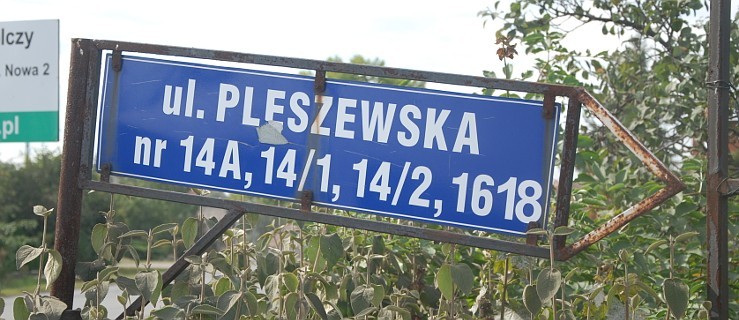 lczy
. Nowa 2
.pl
ul. PLESZEWSKA
nr 14A, 14/1, 14/2, 1618